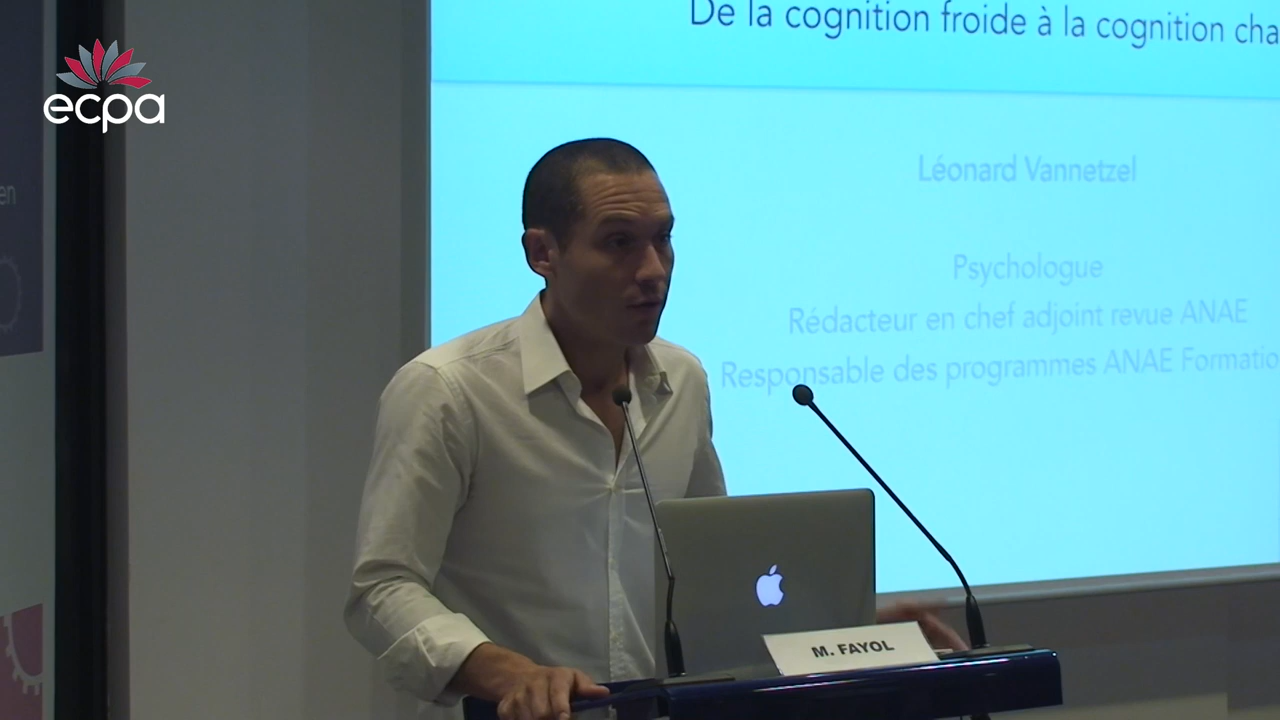 ecpa
en
De la cognition froide à la cognition cha
Léonard Vannetzel
Psychologue
Rédacteur en chef adjoint revue ANAE
Responsable des programmes ANAE Formatio
M. FAYOL